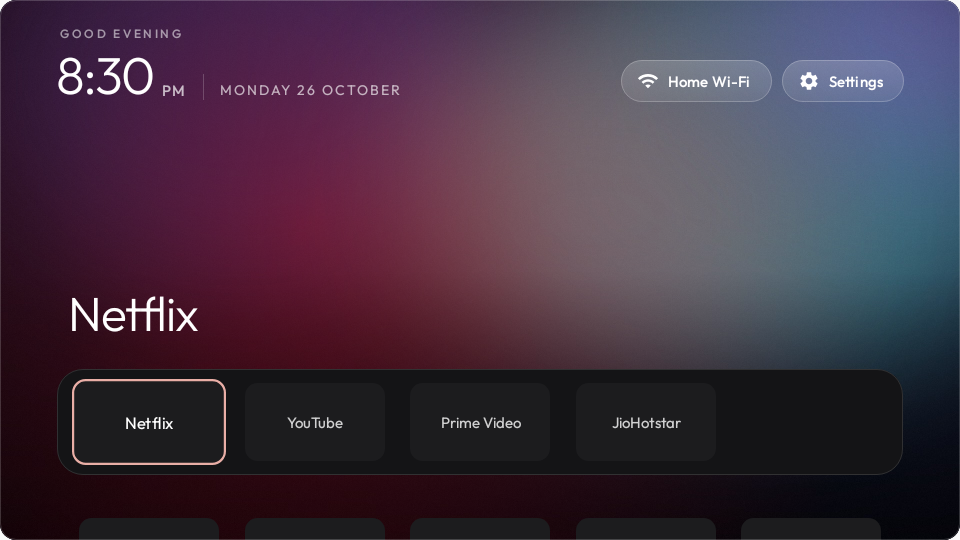 GOOD EVENING
8:30 PM
MONDAY 26 OCTOBER
Home Wi-Fi
Settings
Netflix
Netflix
YouTube
Prime Video
JioHotstar